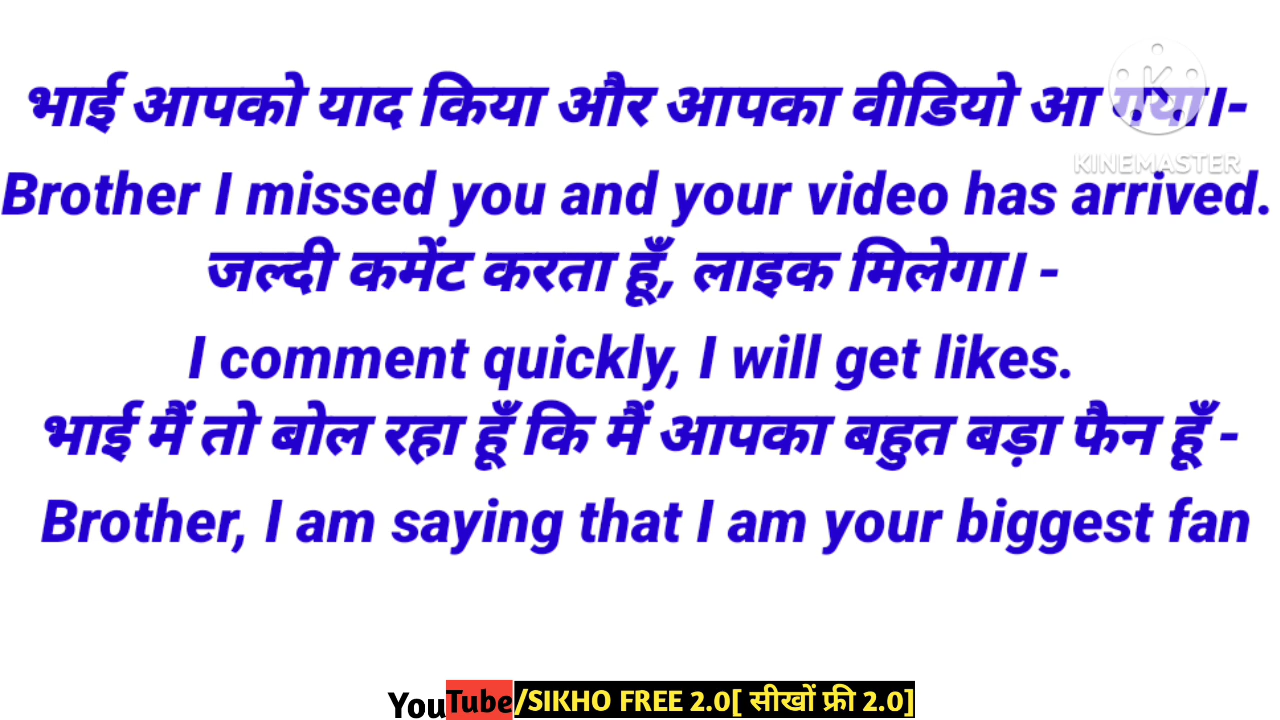 भाई आपको याद किया और आपका वीडियो आ गया।-
KINEMASTER
Brother I missed you and your video has arrived.
जल्दी कमेंट करता हूँ, लाइक मिलेगा। -
I comment quickly, I will get likes.
भाई मैं तो बोल रहा हूँ कि मैं आपका बहुत बड़ा फैन हूँ -
Brother, I am saying that I am your biggest fan
YouTube/SIKHO FREE 2.0[ सीखों फ्री 2.0]